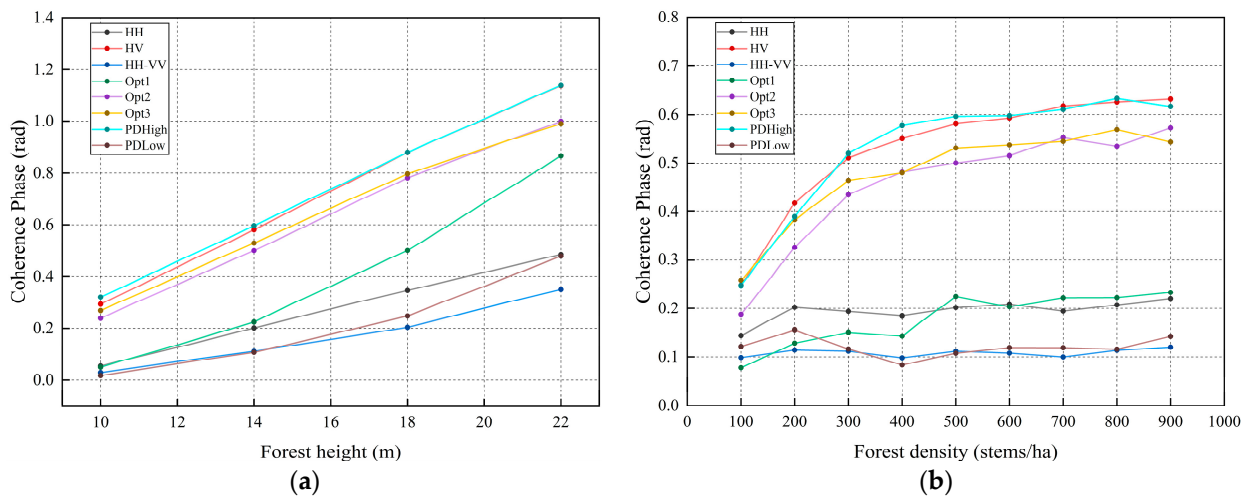 1.4
1.2
1.0
0.8
0.6
0.4
0.2
0.0
Coherence Phase (rad)
HH
HV
HH-VV
Opt1
Opt2
Opt3
PDHigh
PDLow
10 12 14 16 18 20 22
Forest height (m)
(a)
0.8
0.7
0.6
0.5
0.4
0.3
0.2
0.1
0.0
Coherence Phase (rad)
HH
HV
HH-VV
Opt1
Opt2
Opt3
PDHigh
PDLow
0 100 200 300 400 500 600 700 800 900 1000
Forest density (stems/ha)
(b)